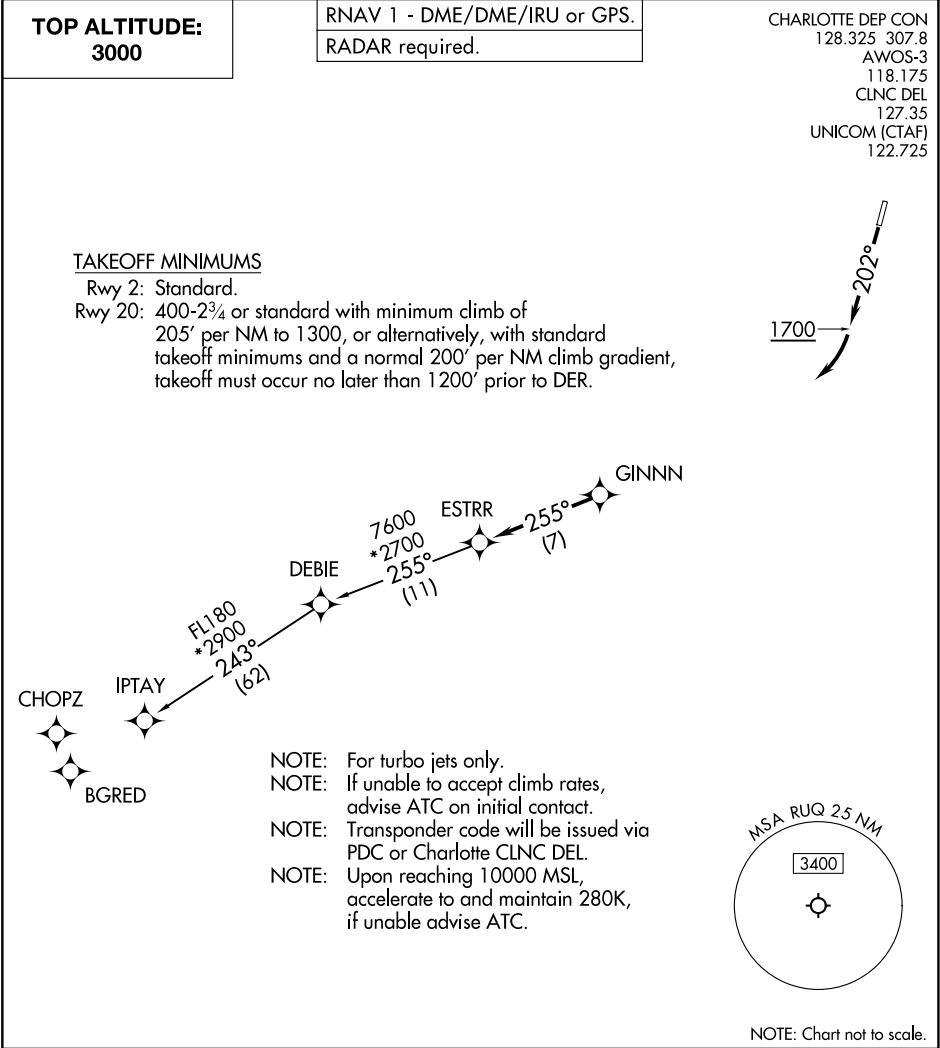 TOP ALTITUDE:
3000
RNAV 1 - DME/DME/IRU or GPS.
RADAR required.
CHARLOTTE DEP CON
128.325 307.8
AWOS-3
118.175
CLNC DEL
127.35
UNICOM (CTAF)
122.725
202°
1700
TAKEOFF MINIMUMS
Rwy 2: Standard.
Rwy 20: 400-2¾ or standard with minimum climb of
205' per NM to 1300, or alternatively, with standard
takeoff minimums and a normal 200' per NM climb gradient,
takeoff must occur no later than 1200' prior to DER.
GINNN
255°
(7)
ESTRR
7600
*2700
255°
(11)
DEBIE
FL180
*2900
243°
(62)
IPTAY
CHOPZ
BGRED
NOTE: For turbo jets only.
NOTE: If unable to accept climb rates,
advise ATC on initial contact.
NOTE: Transponder code will be issued via
PDC or Charlotte CLNC DEL.
NOTE: Upon reaching 10000 MSL,
accelerate to and maintain 280K,
if unable advise ATC.
MSA RUQ 25 NM
3400
NOTE: Chart not to scale.